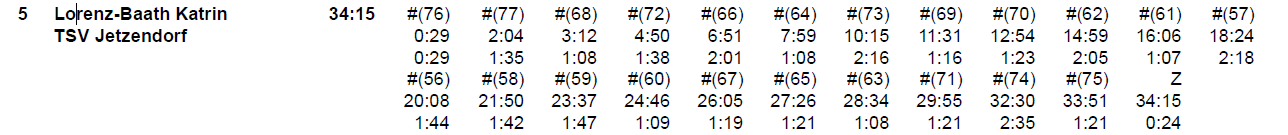 5 Lorenz-Baath Katrin 34:15 #(76) #(77) #(68) #(72) #(66) #(64) #(73) #(69) #(70) #(62) #(61) #(57)
TSV Jetzendorf 0:29 2:04 3:12 4:50 6:51 7:59 10:15 11:31 12:54 14:59 16:06 18:24
0:29 1:35 1:08 1:38 2:01 1:08 2:16 1:16 1:23 2:05 1:07 2:18
#(56) #(58) #(59) #(60) #(67) #(65) #(63) #(71) #(74) #(75) Z
20:08 21:50 23:37 24:46 26:05 27:26 28:34 29:55 32:30 33:51 34:15
1:44 1:42 1:47 1:09 1:19 1:21 1:08 1:21 2:35 1:21 0:24